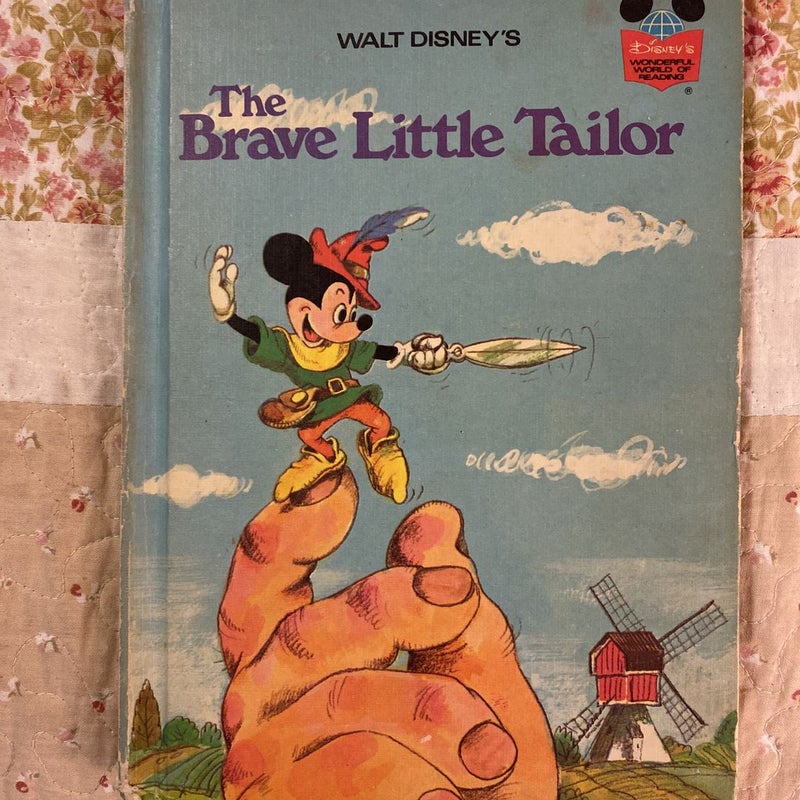 WALT DISNEY'S
DISNEY'S
WONDERFUL
WORLD OF
READING
®
The
Brave Little Tailor